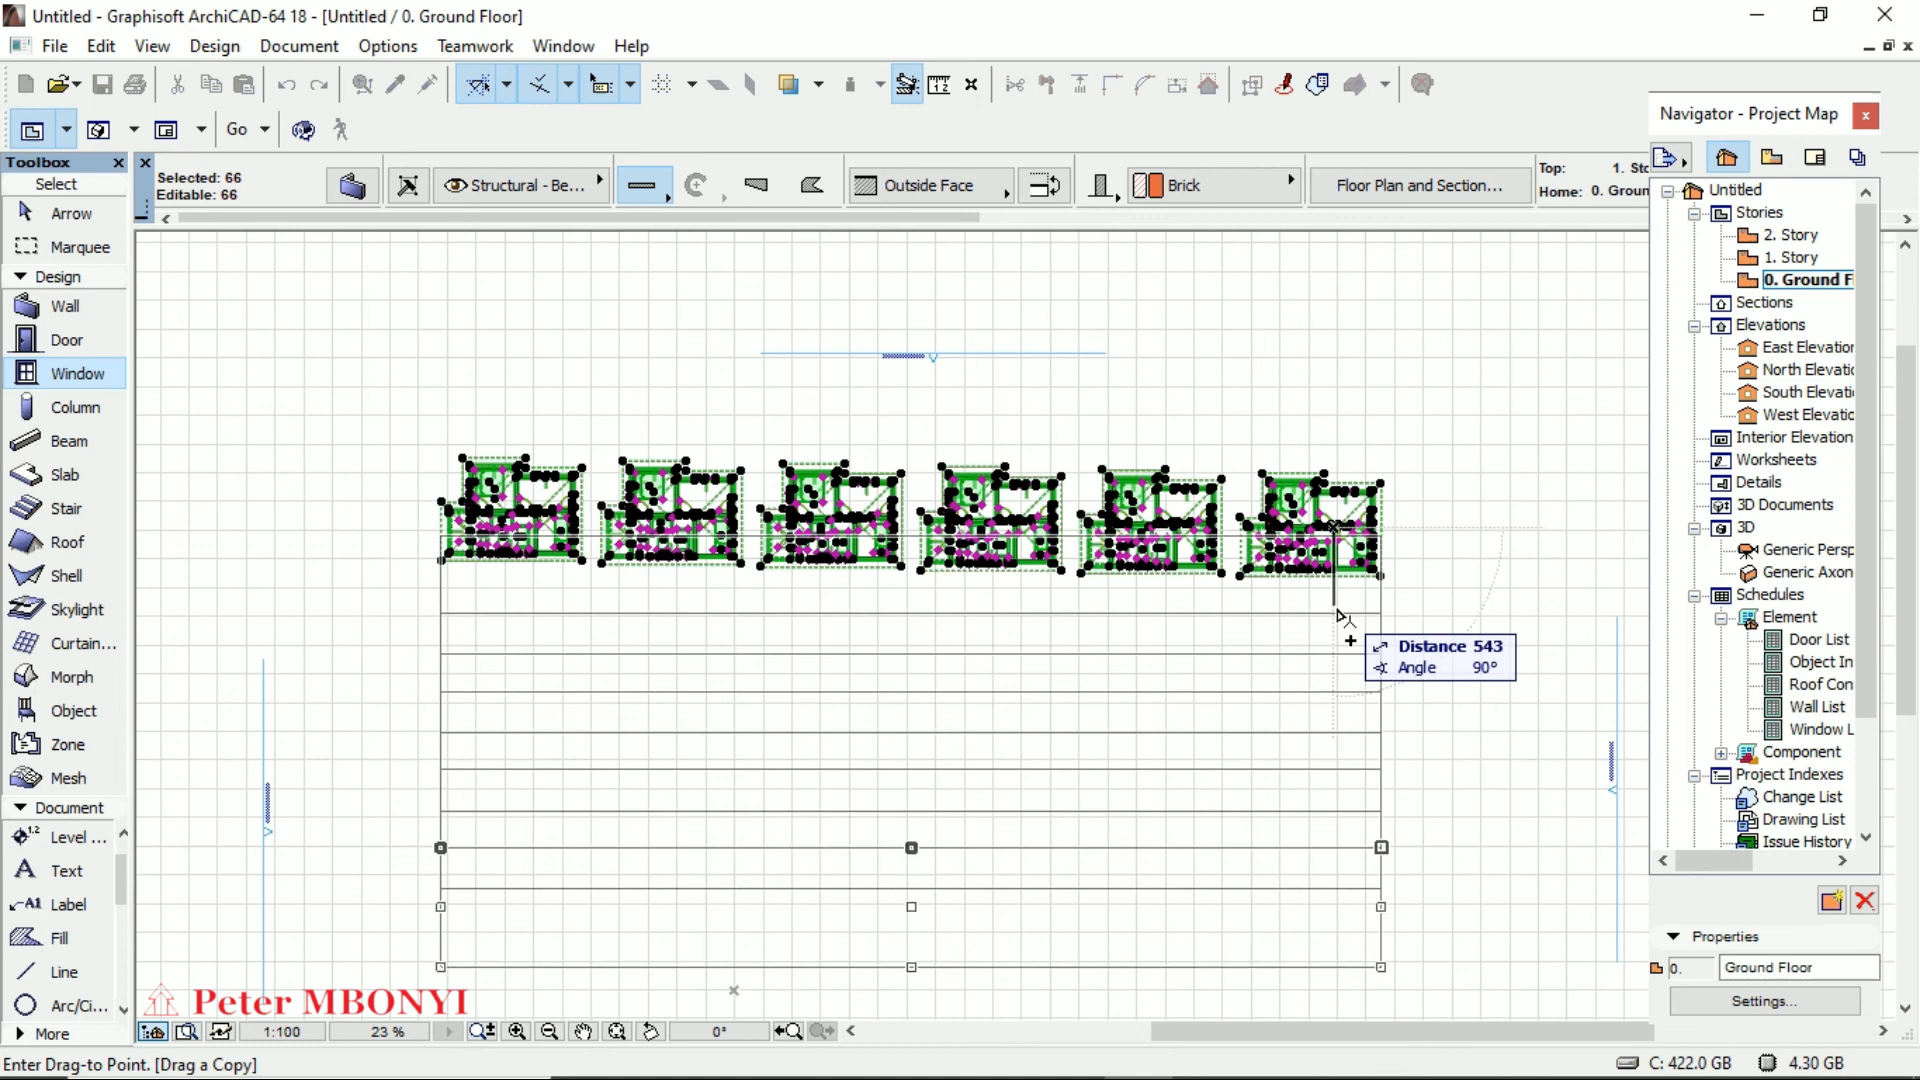 Untitled - Graphisoft ArchiCAD-64 18 - [Untitled / 0. Ground Floor]
File Edit View Design Document Options Teamwork Window Help
Go
Navigator - Project Map
Toolbox
Select
Arrow
Marquee
Design
Wall
Door
Window
Column
Beam
Slab
Stair
Roof
Shell
Skylight
Curtain...
Morph
Object
Zone
Mesh
Document
Level ...
Text
Label
Fill
Line
Arc/Ci...
More
Selected: 66
Editable: 66
Structural - Be...
Outside Face
Brick
Floor Plan and Section...
Top: 1. Sto
Home: 0. Groun
Untitled
Stories
2. Story
1. Story
0. Ground F
Sections
Elevations
East Elevation
North Elevatio
South Elevati
West Elevatio
Interior Elevation
Worksheets
Details
3D Documents
3D
Generic Persp
Generic Axon
Schedules
Element
Door List
Object In
Roof Con
Wall List
Window L
Component
Project Indexes
Change List
Drawing List
Issue History
Properties
0. Ground Floor
Settings...
Distance 543
Angle 90°
Peter MBONYI
1:100 23 % 0°
Enter Drag-to Point. [Drag a Copy]
C: 422.0 GB 4.30 GB